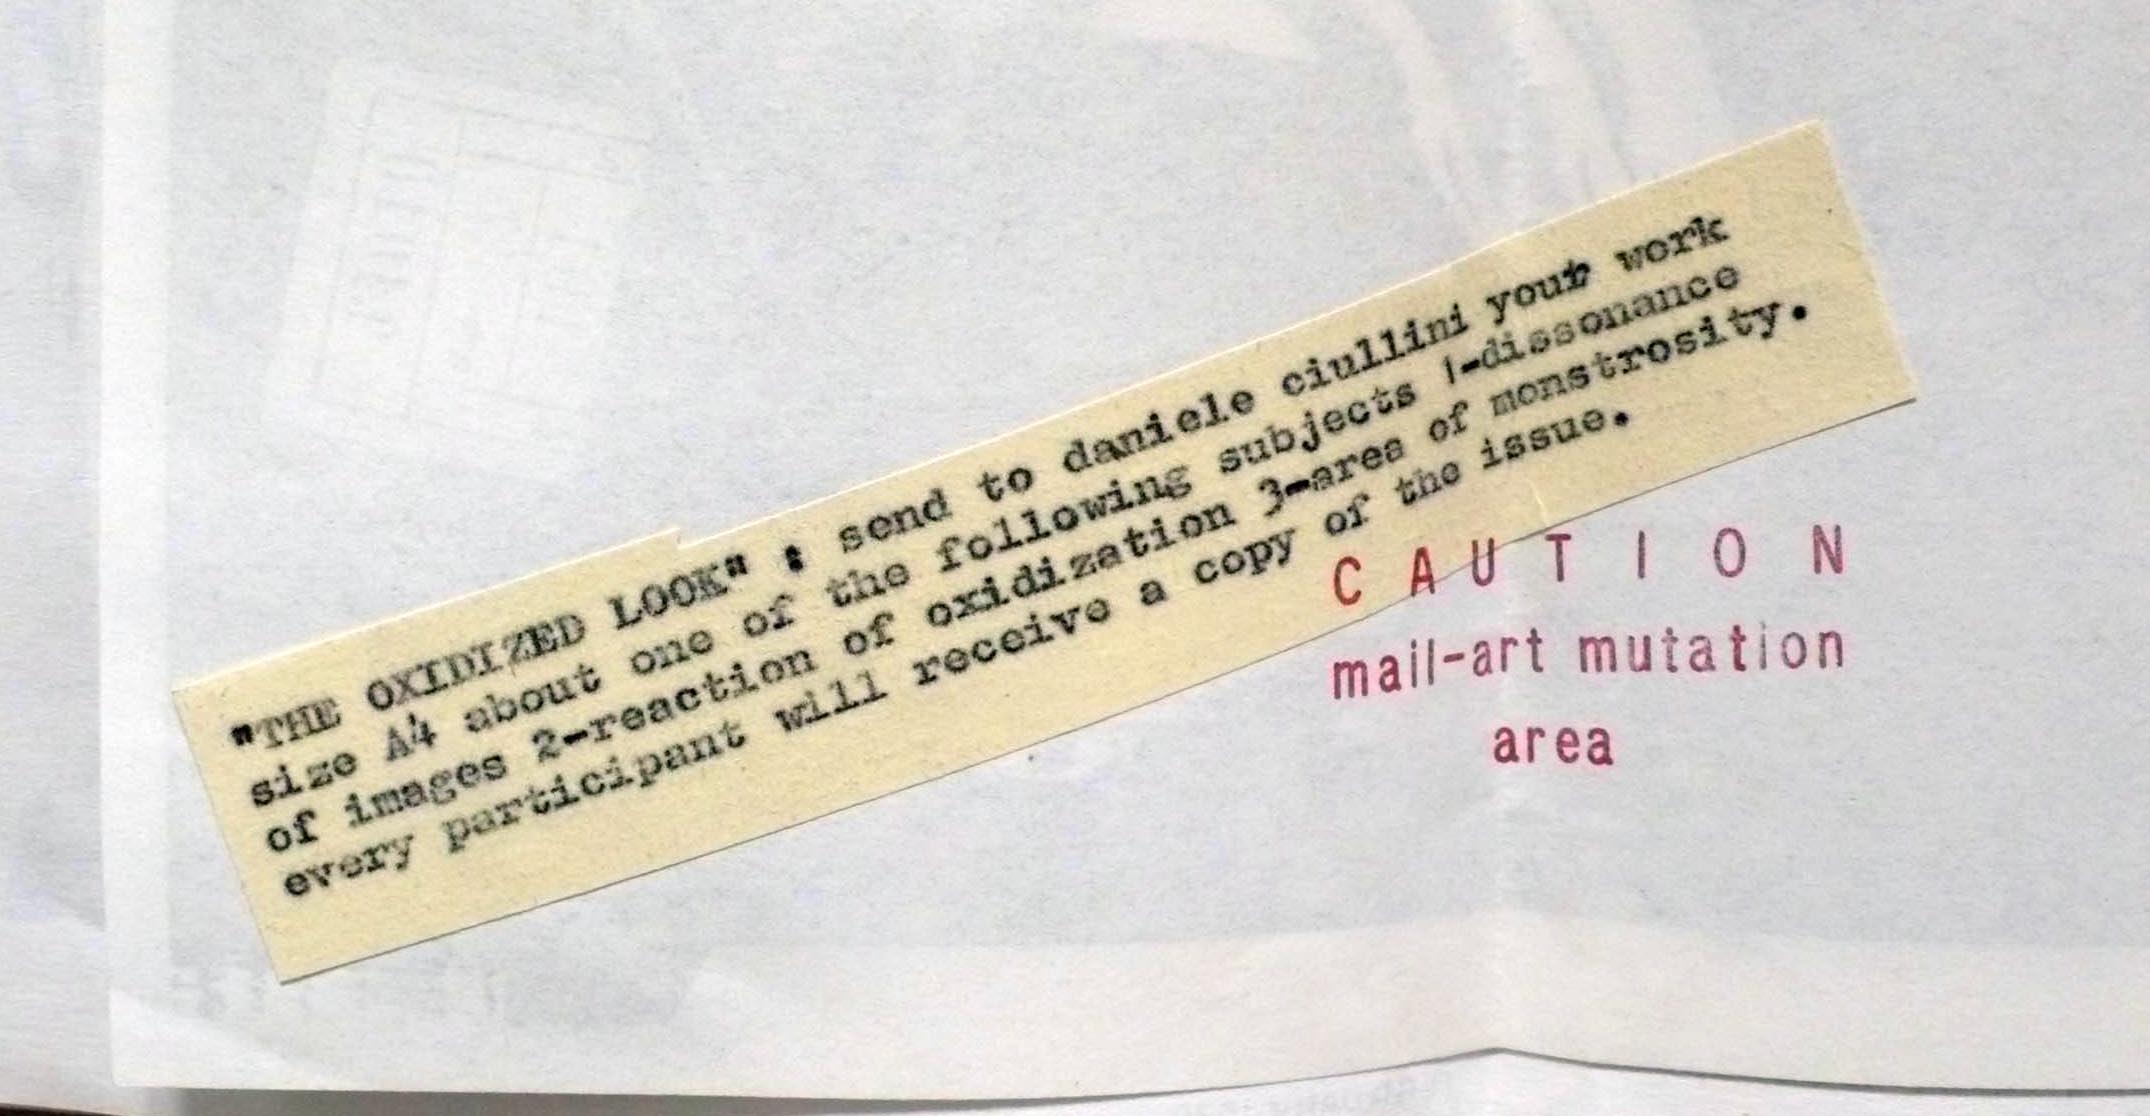 "THE OXIDIZED LOOK" : send to daniele ciullini your work
size A4 about one of the following subjects 1-dissonance
of images 2-reaction of oxidization 3-area of monstrosity.
every participant will receive a copy of the issue.
C A U T I O N
mail-art mutation
area